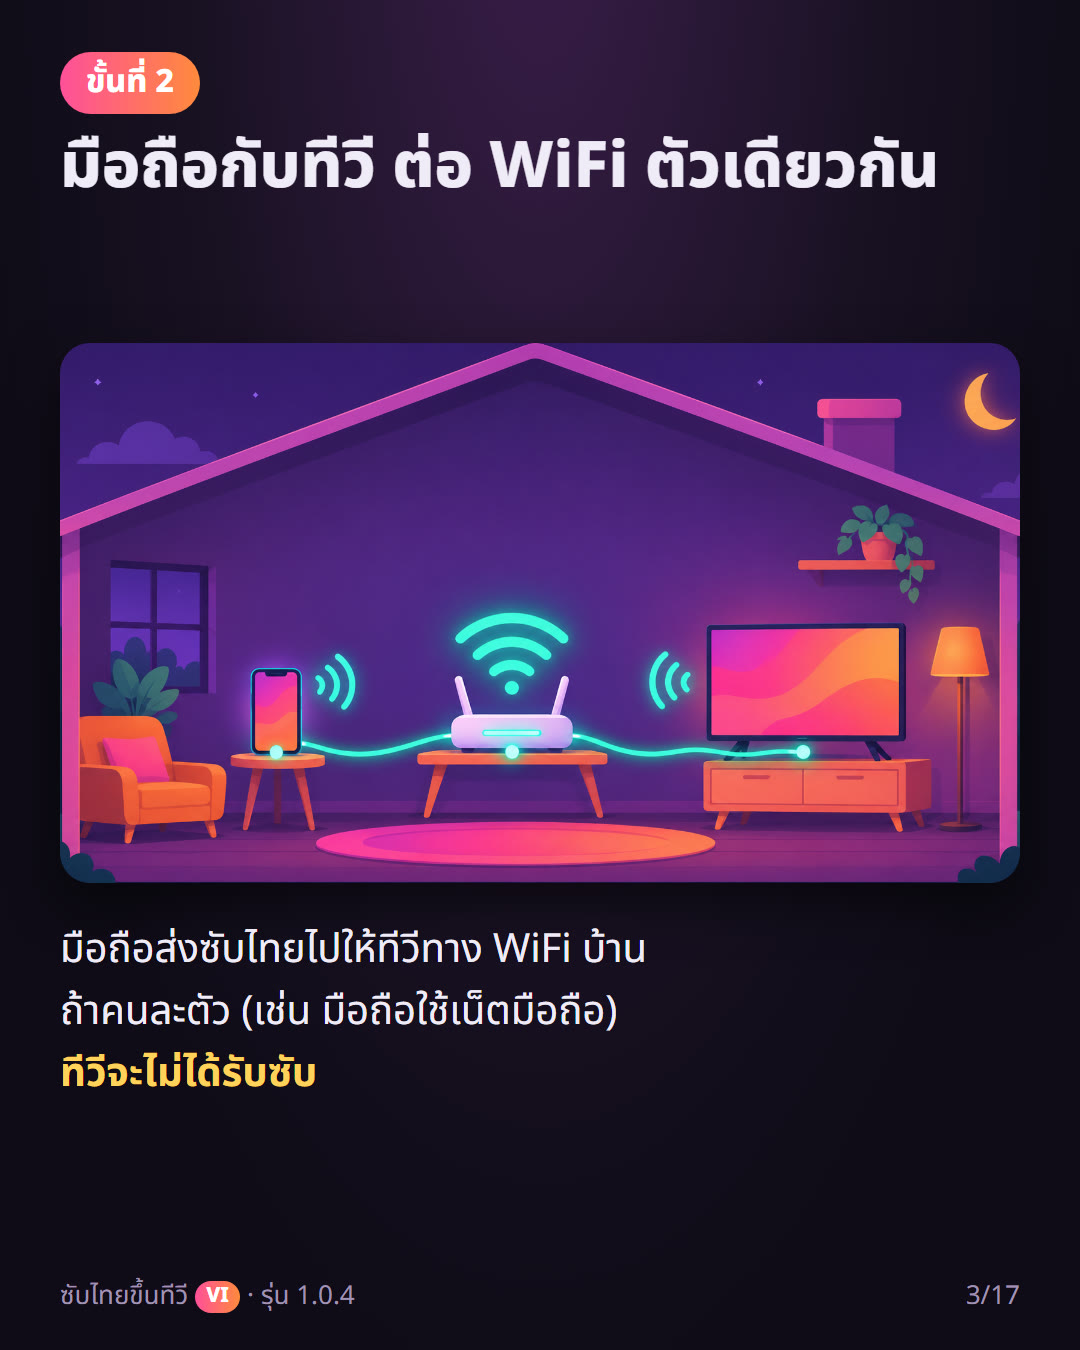 ขั้นที่ 2
มือถือกับทีวี ต่อ WiFi ตัวเดียวกัน
มือถือส่งซับไทยไปให้ทีวีทาง WiFi บ้าน
ถ้าคนละตัว (เช่น มือถือใช้เน็ตมือถือ)
ทีวีจะไม่ได้รับซับ
ซับไทยขึ้นทีวี VI · รุ่น 1.0.4
3/17